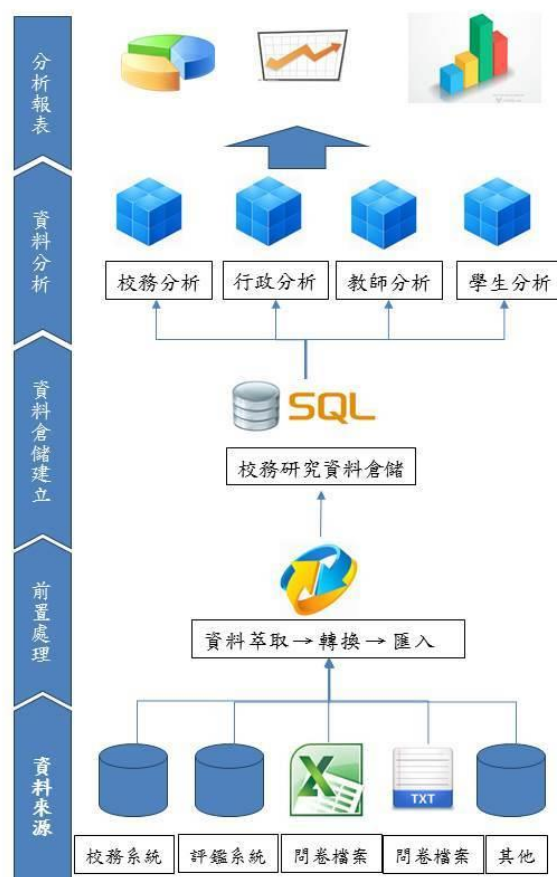 分析報表
資料分析
校務分析
行政分析
教師分析
學生分析
資料倉儲建立
SQL
校務研究資料倉儲
前置處理
資料萃取→轉換→匯入
資料來源
TXT
校務系統
評鑑系統
問卷檔案
問卷檔案
其他